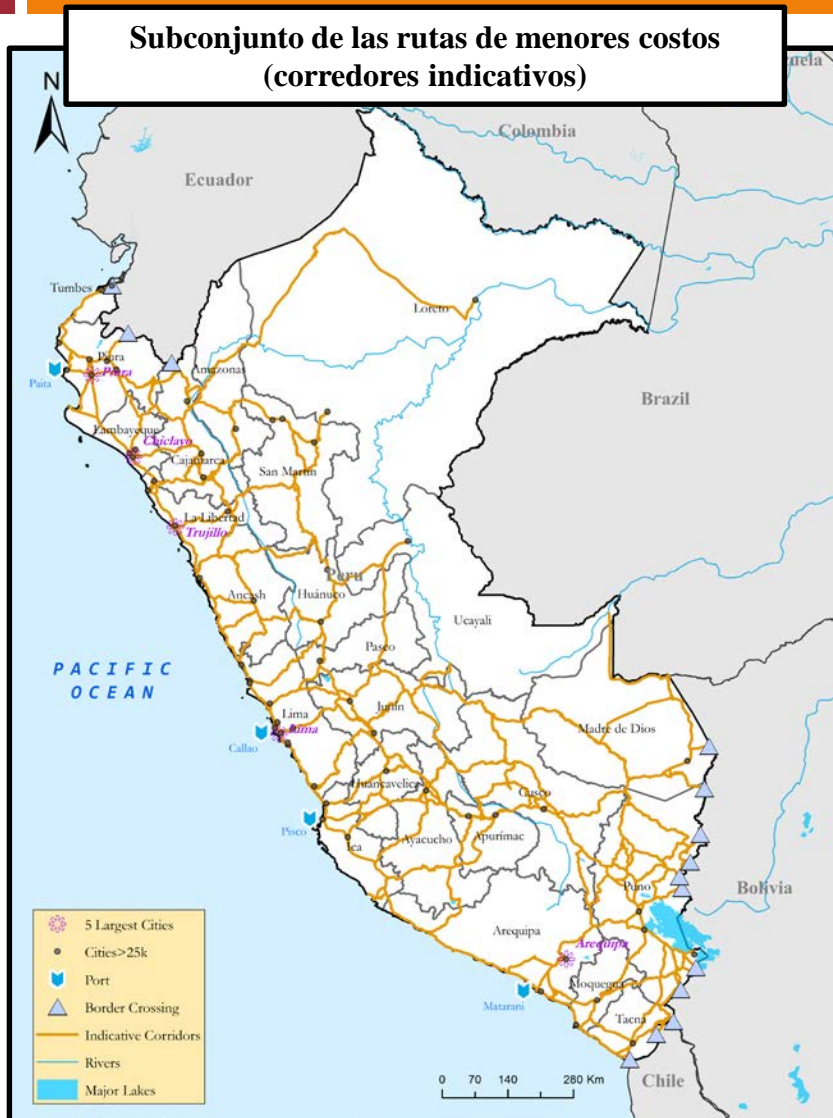 Subconjunto de las rutas de menores costos
(corredores indicativos)
N
Colombia
Ecuador
Tumbes
Loreto
Piura
Piura
Paita
Amazonas
Brazil
Lambayeque
Chiclayo
Cajamarca
San Martin
La Libertad
Trujillo
Peru
Ancash
Huánuco
Ucayali
Pasco
PACIFIC
OCEAN
Lima
Lima
Junín
Madre de Dios
Callao
Huancavelica
Cusco
Pisco
Ica
Ayacucho
Apurímac
Puno
Bolivia
Arequipa
Arequipa
Moquegua
Matarani
Tacna
Chile
5 Largest Cities
Cities>25k
Port
Border Crossing
Indicative Corridors
Rivers
Major Lakes
0 70 140 280 Km